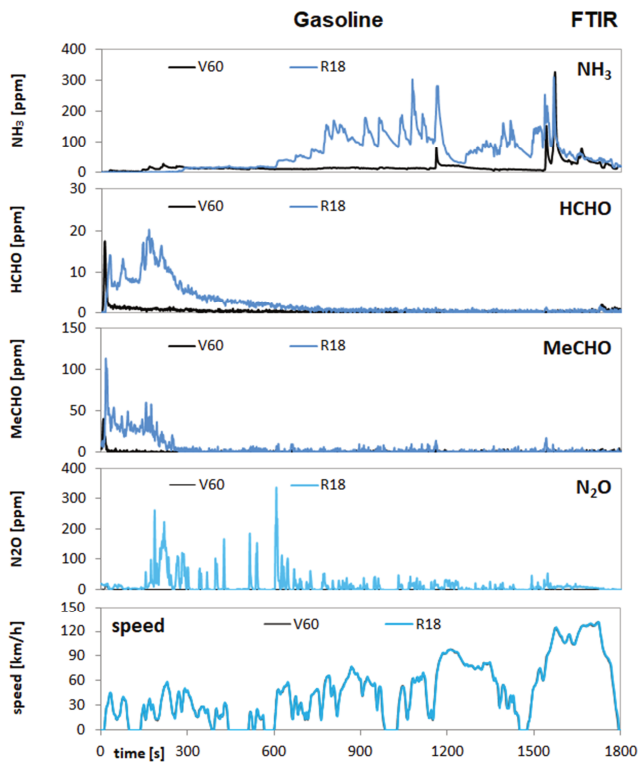 Gasoline FTIR
400
300
200
100
0
NH₃ [ppm]
V60 R18
NH₃
30
20
10
0
HCHO [ppm]
V60 R18
HCHO
150
100
50
0
MeCHO [ppm]
V60 R18
MeCHO
400
300
200
100
0
N2O [ppm]
V60 R18
N₂O
150
120
90
60
30
0
speed [km/h]
speed
V60 R18
time [s]
0 300 600 900 1200 1500 1800